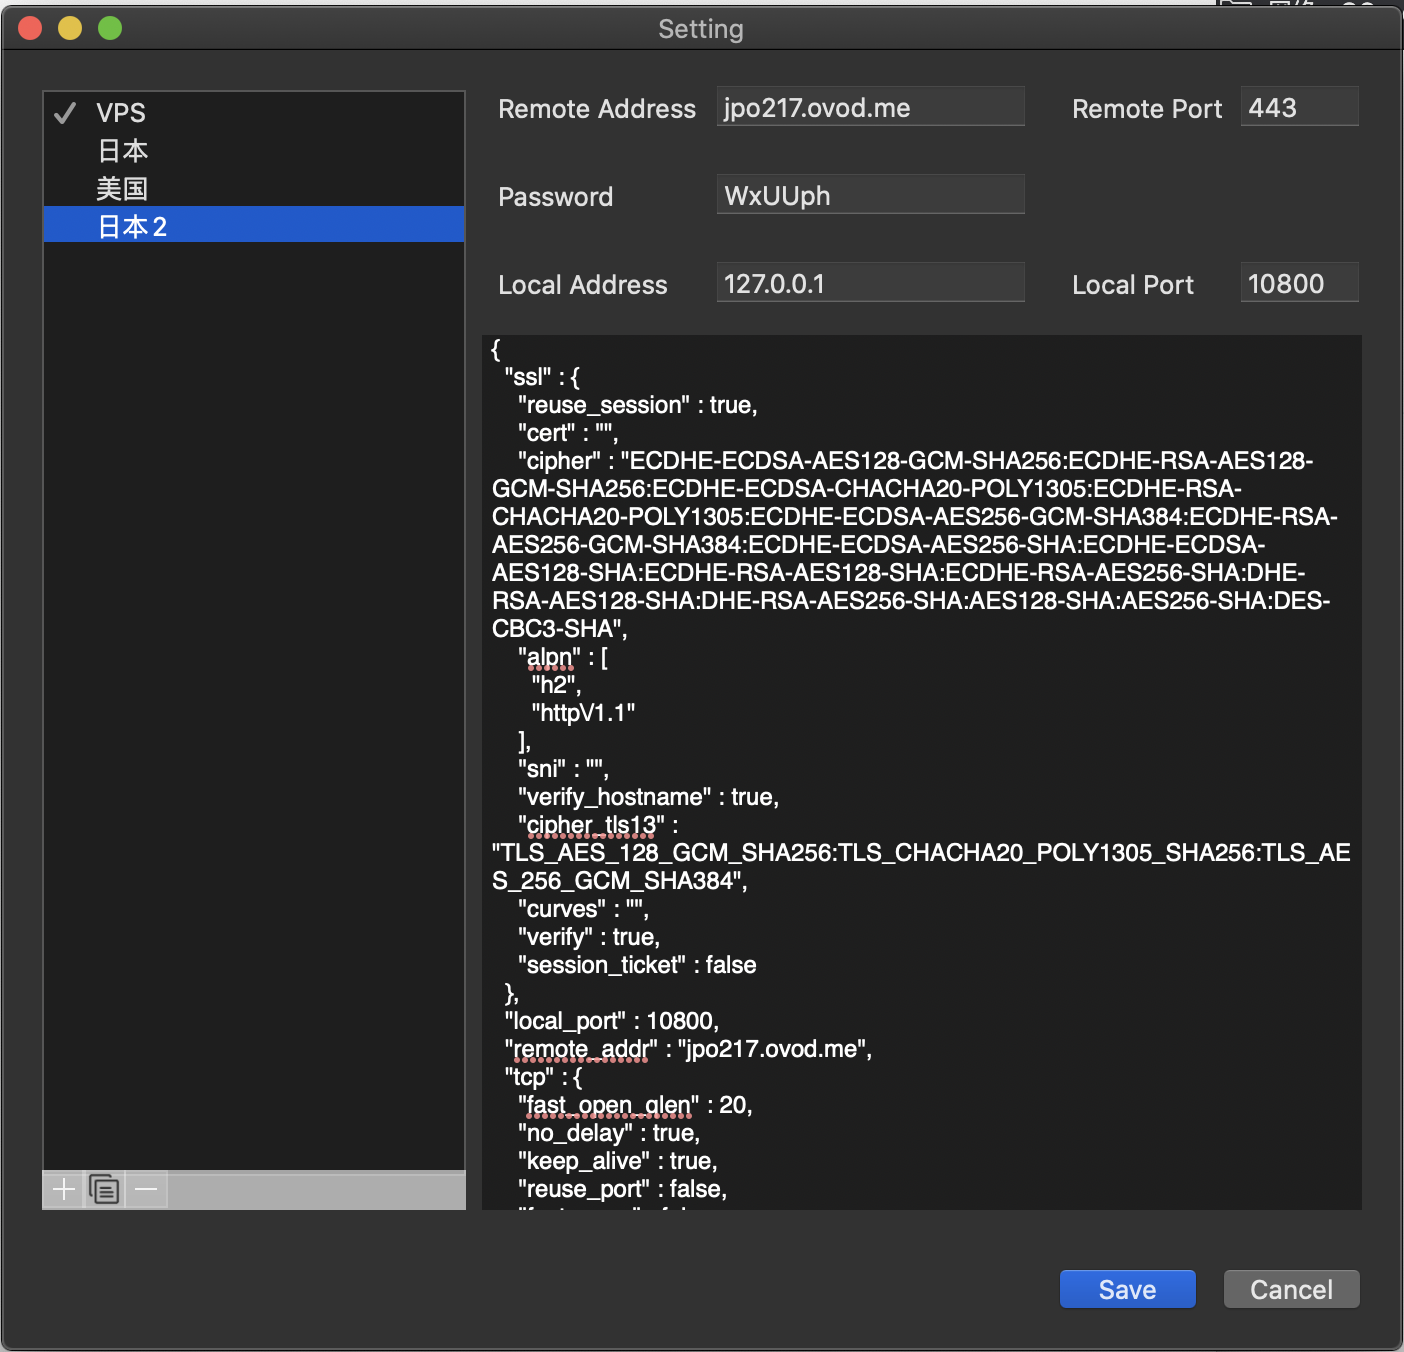 Setting
VPS
日本
美国
日本2
Remote Address jpo217.ovod.me Remote Port 443
Password WxUUph
Local Address 127.0.0.1 Local Port 10800
{
"ssl" : {
"reuse_session" : true,
"cert" : "",
"cipher" : "ECDHE-ECDSA-AES128-GCM-SHA256:ECDHE-RSA-AES128-
GCM-SHA256:ECDHE-ECDSA-CHACHA20-POLY1305:ECDHE-RSA-
CHACHA20-POLY1305:ECDHE-ECDSA-AES256-GCM-SHA384:ECDHE-RSA-
AES256-GCM-SHA384:ECDHE-ECDSA-AES256-SHA:ECDHE-ECDSA-
AES128-SHA:ECDHE-RSA-AES128-SHA:ECDHE-RSA-AES256-SHA:DHE-
RSA-AES128-SHA:DHE-RSA-AES256-SHA:AES128-SHA:AES256-SHA:DES-
CBC3-SHA",
"alpn" : [
"h2",
"http\/1.1"
],
"sni" : "",
"verify_hostname" : true,
"cipher_tls13" :
"TLS_AES_128_GCM_SHA256:TLS_CHACHA20_POLY1305_SHA256:TLS_AE
S_256_GCM_SHA384",
"curves" : "",
"verify" : true,
"session_ticket" : false
},
"local_port" : 10800,
"remote_addr" : "jpo217.ovod.me",
"tcp" : {
"fast_open_qlen" : 20,
"no_delay" : true,
"keep_alive" : true,
"reuse_port" : false,
Save Cancel